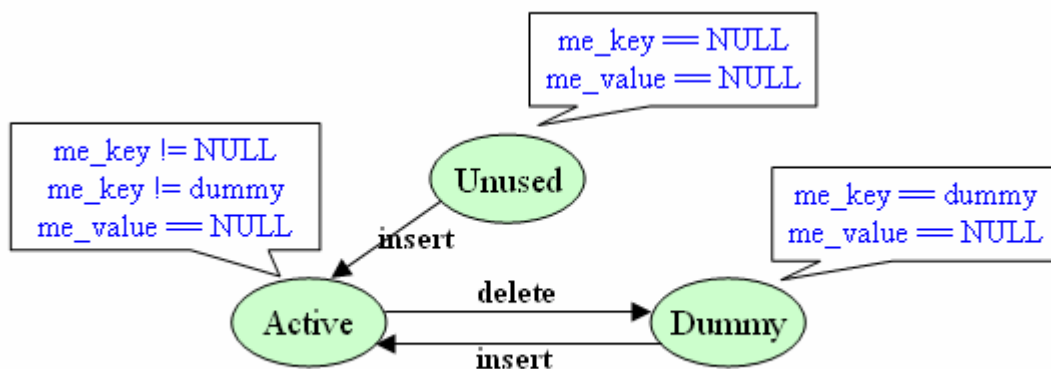 me_key == NULL
me_value == NULL
me_key != NULL
me_key != dummy
me_value == NULL
Unused
me_key == dummy
me_value == NULL
insert
Active
delete
Dummy
insert